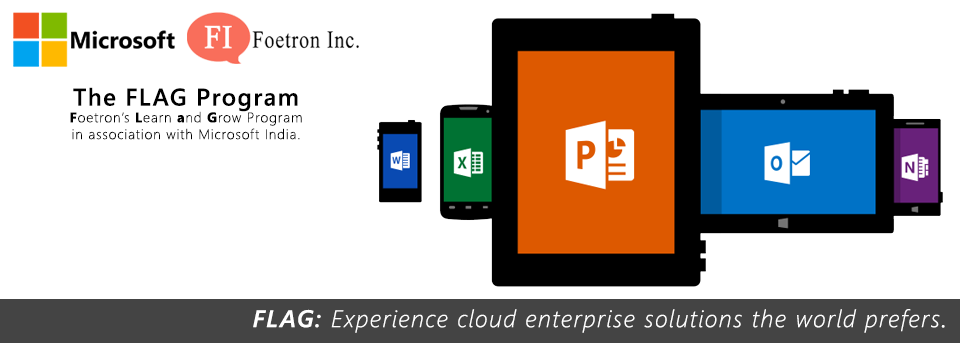 Microsoft
FI
Foetron Inc.
The FLAG Program
Foetron's Learn and Grow Program
in association with Microsoft India.
W
X
P
O
N
FLAG: Experience cloud enterprise solutions the world prefers.